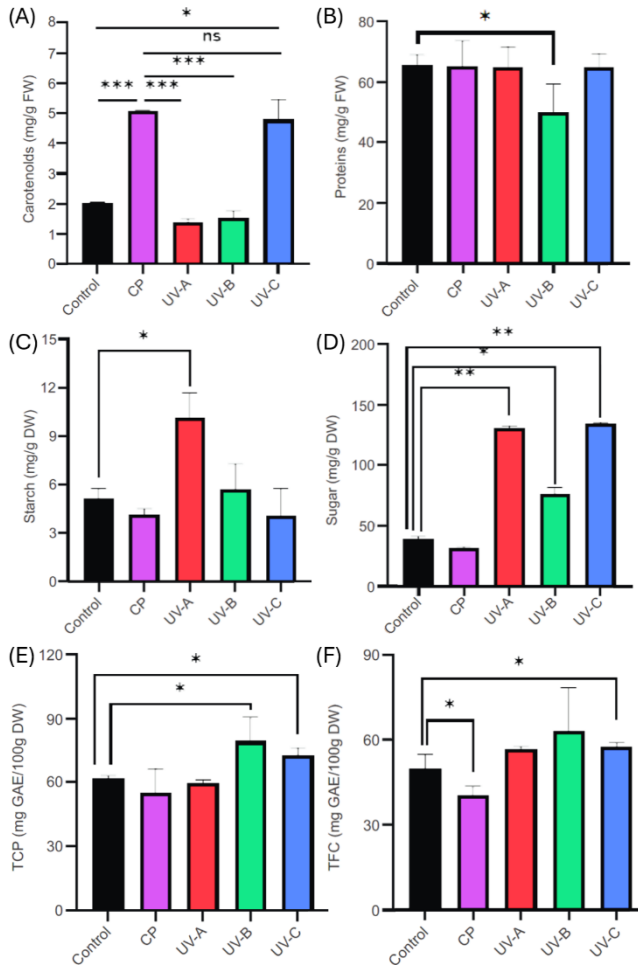 (A)
Carotenoids (mg/g FW)
8
7
6
5
4
3
2
1
0
*
ns
***
*** ***
Control
CP
UV-A
UV-B
UV-C
(B)
Proteins (mg/g FW)
80
60
40
20
0
*
Control
CP
UV-A
UV-B
UV-C
(C)
Starch (mg/g DW)
15
12
9
6
3
0
*
Control
CP
UV-A
UV-B
UV-C
(D)
Sugar (mg/g DW)
200
150
100
50
0
**
*
**
Control
CP
UV-A
UV-B
UV-C
(E)
TCP
(mg GAE/100g DW)
120
90
60
30
0
*
*
Control
CP
UV-A
UV-B
UV-C
(F)
TFC
(mg GAE/100g DW)
90
60
30
0
*
*
Control
CP
UV-A
UV-B
UV-C